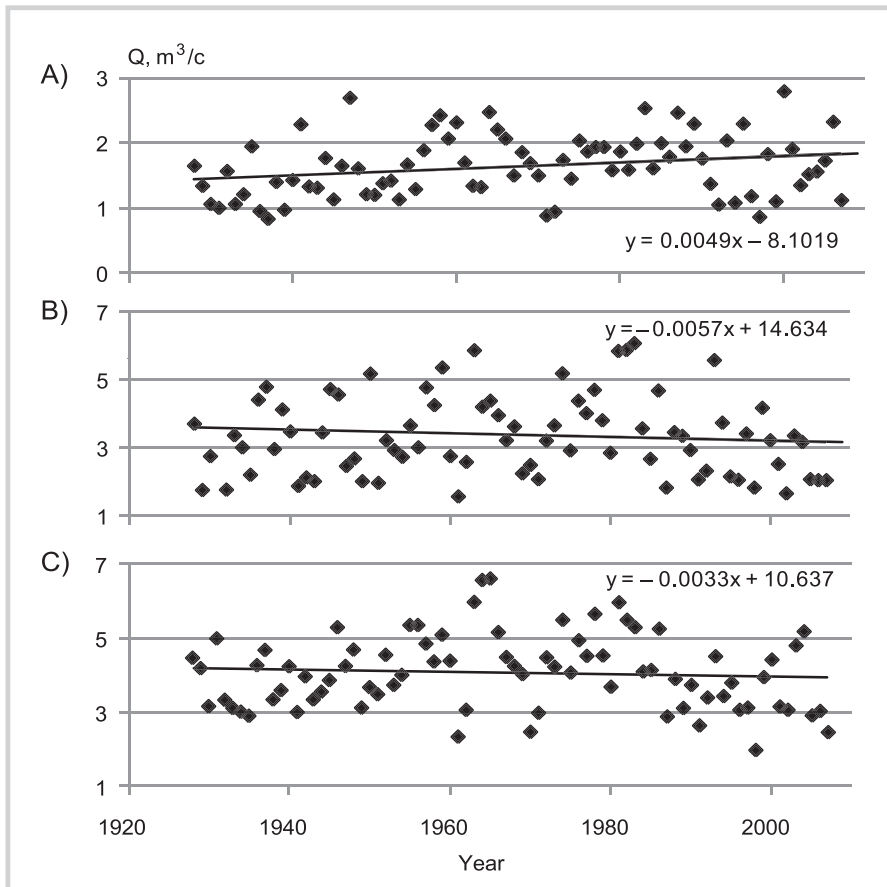 Q, m³/c
A)
3
2
1
0
y = 0.0049x – 8.1019
B)
7
5
3
1
y = – 0.0057x + 14.634
C)
7
5
3
1
y = – 0.0033x + 10.637
1920 1940 1960 1980 2000
Year